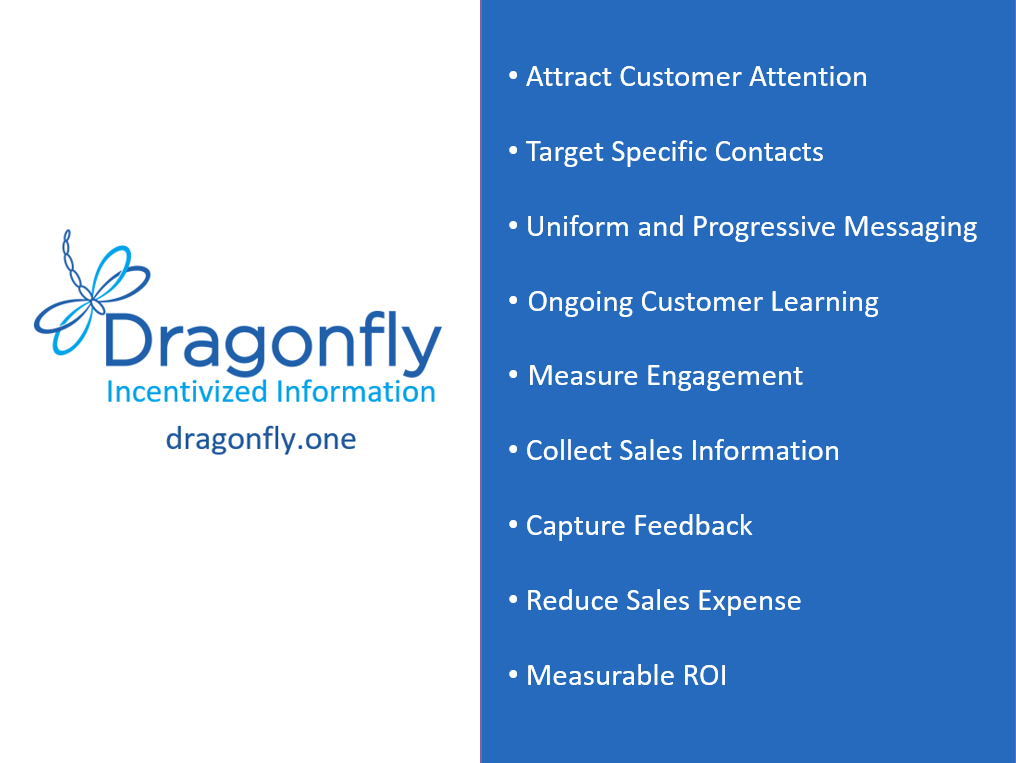 Dragonfly
Incentivized Information
dragonfly.one
• Attract Customer Attention
• Target Specific Contacts
• Uniform and Progressive Messaging
• Ongoing Customer Learning
• Measure Engagement
• Collect Sales Information
• Capture Feedback
• Reduce Sales Expense
• Measurable ROI